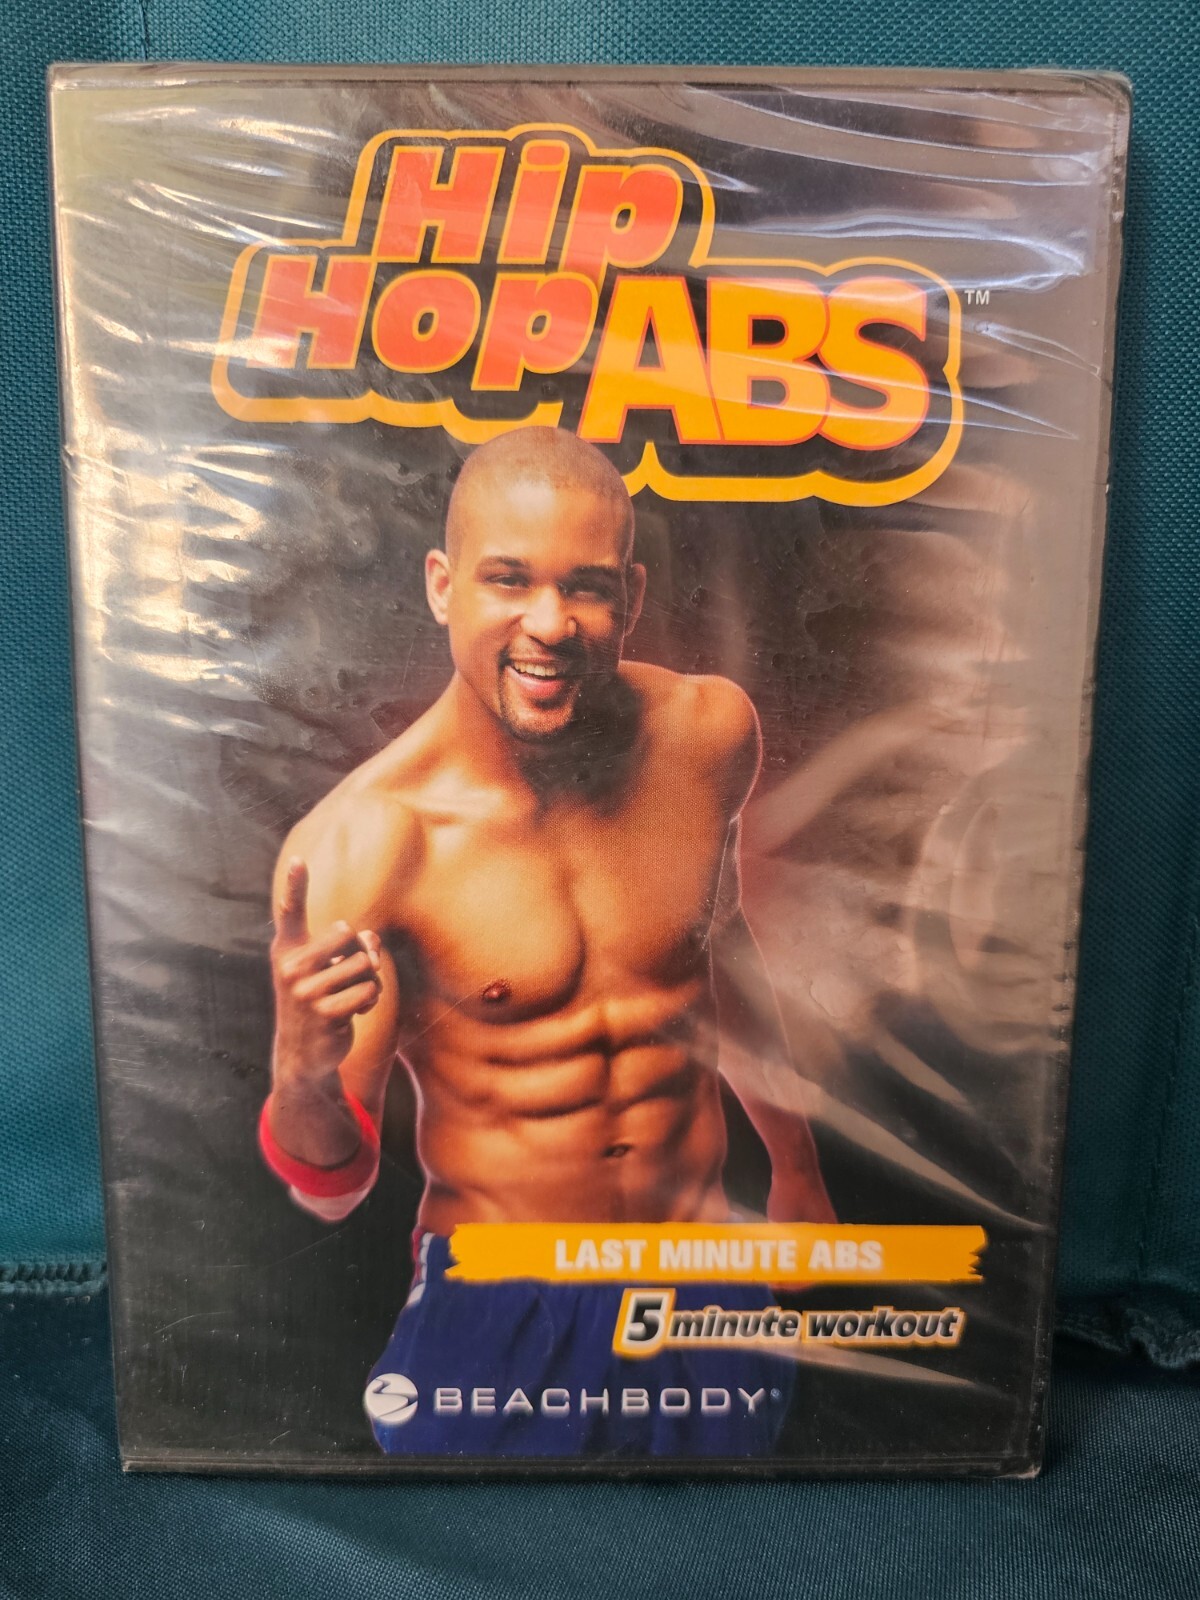 Hip
Hop ABS ™
LAST MINUTE ABS
5 minute workout
BEACHBODY®